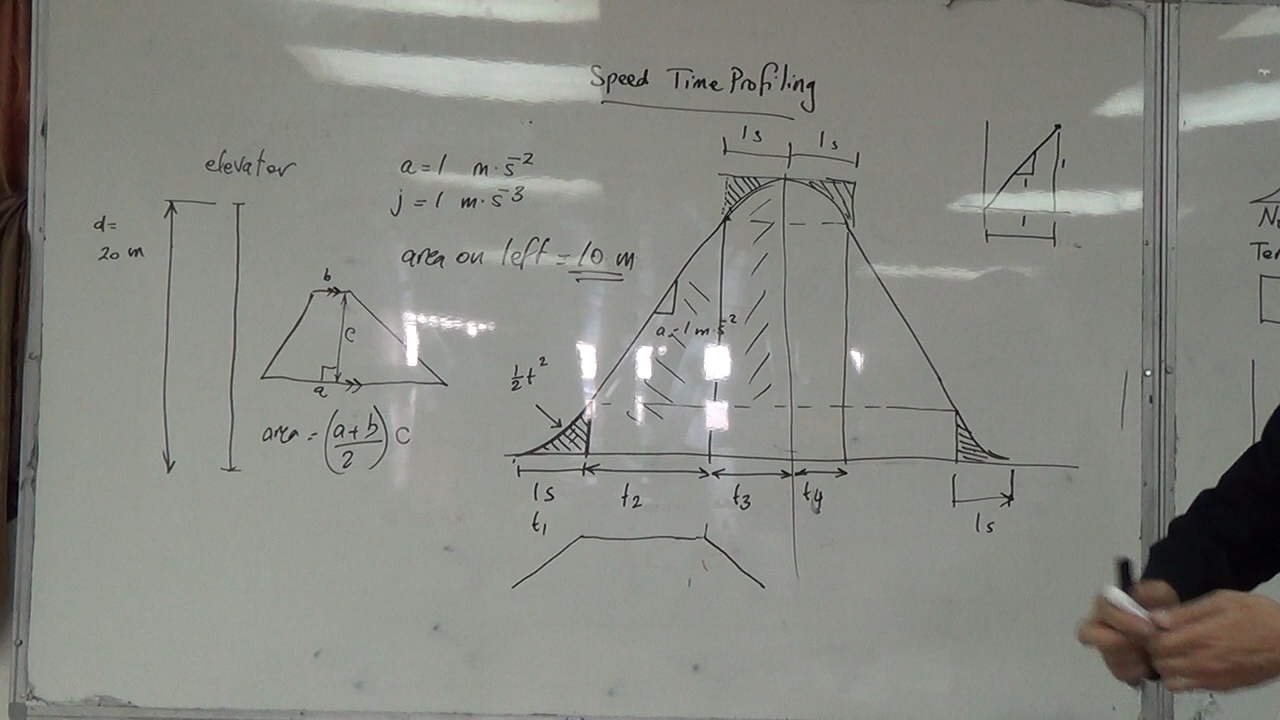 Speed Time Profiling
elevator
d=
20 m
a=1 m·s⁻²
j=1 m·s⁻³
area on left = 10 m
b
c
a
area = (a+b/2) c
½t²
a=1 m·s⁻²
1s
1s
1s
t₁
t₂
t₃
t₄
1s
1
1
1